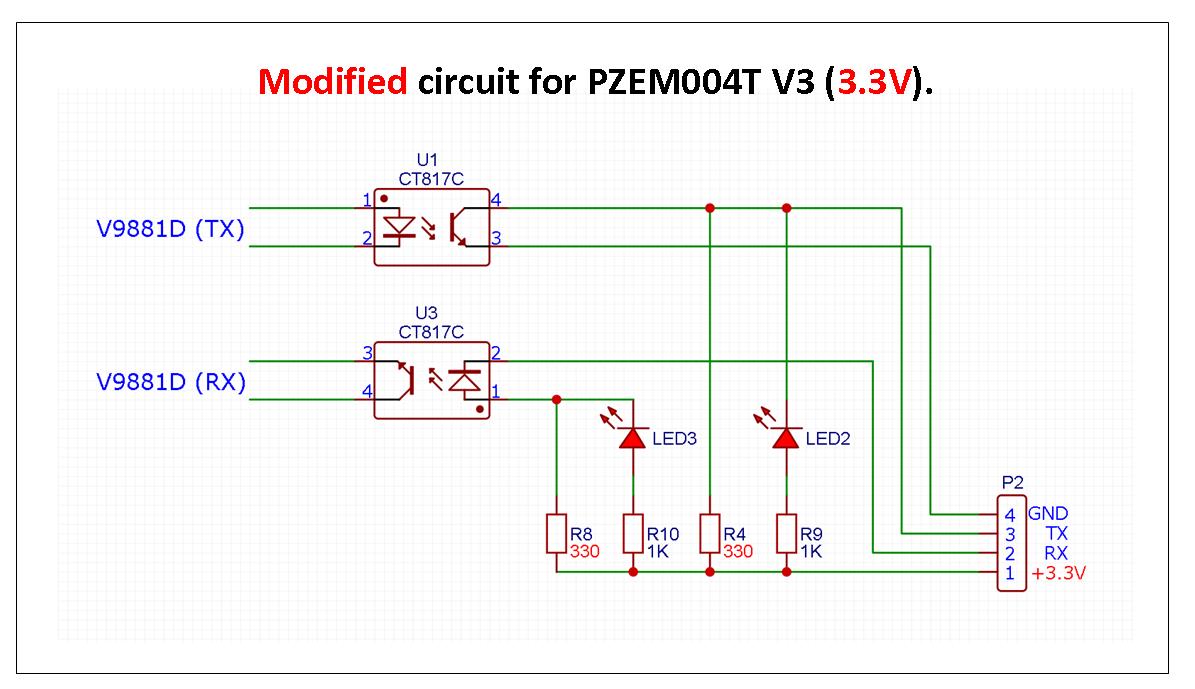 Modified circuit for PZEM004T V3 (3.3V).
U1
CT817C
1
4
V9881D (TX)
2
3
U3
CT817C
3
2
V9881D (RX)
4
1
LED3
LED2
P2
4 GND
R8
330
R10
1K
R4
330
R9
1K
3 TX
2 RX
1 +3.3V